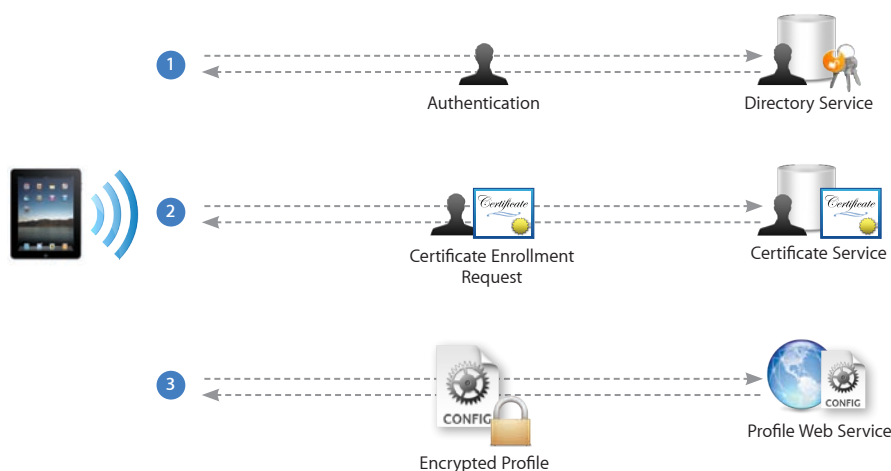 1
Authentication
Directory Service
2
Certificate
Certificate
Certificate Enrollment
Request
Certificate Service
3
CONFIG
CONFIG
Encrypted Profile
Profile Web Service